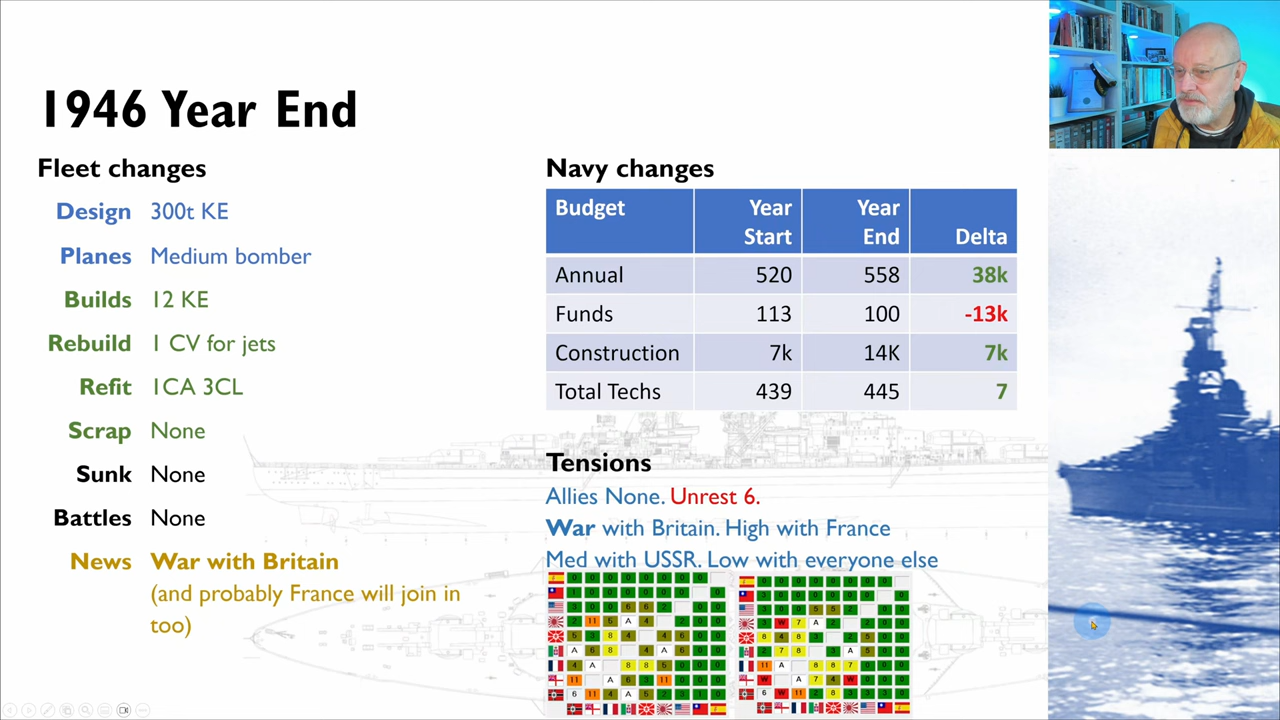 1946 Year End
Fleet changes
Design 300t KE
Planes Medium bomber
Builds 12 KE
Rebuild 1 CV for jets
Refit 1CA 3CL
Scrap None
Sunk None
Battles None
News War with Britain
(and probably France will join in
too)
Navy changes
Budget Year Start Year End Delta
Annual 520 558 38k
Funds 113 100 -13k
Construction 7k 14K 7k
Total Techs 439 445 7
Tensions
Allies None. Unrest 6.
War with Britain. High with France
Med with USSR. Low with everyone else